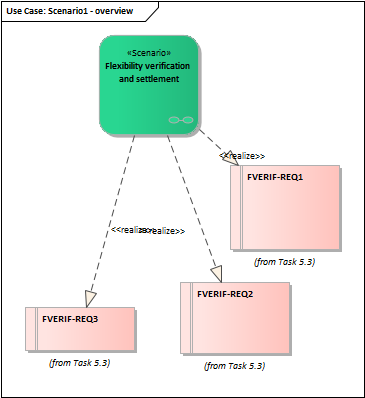 Use Case: Scenario1 - overview
«Scenario»
Flexibility verification
and settlement
<<realize>>
FVERIF-REQ1
(from Task 5.3)
<<realize>>
<<realize>>
FVERIF-REQ2
(from Task 5.3)
FVERIF-REQ3
(from Task 5.3)